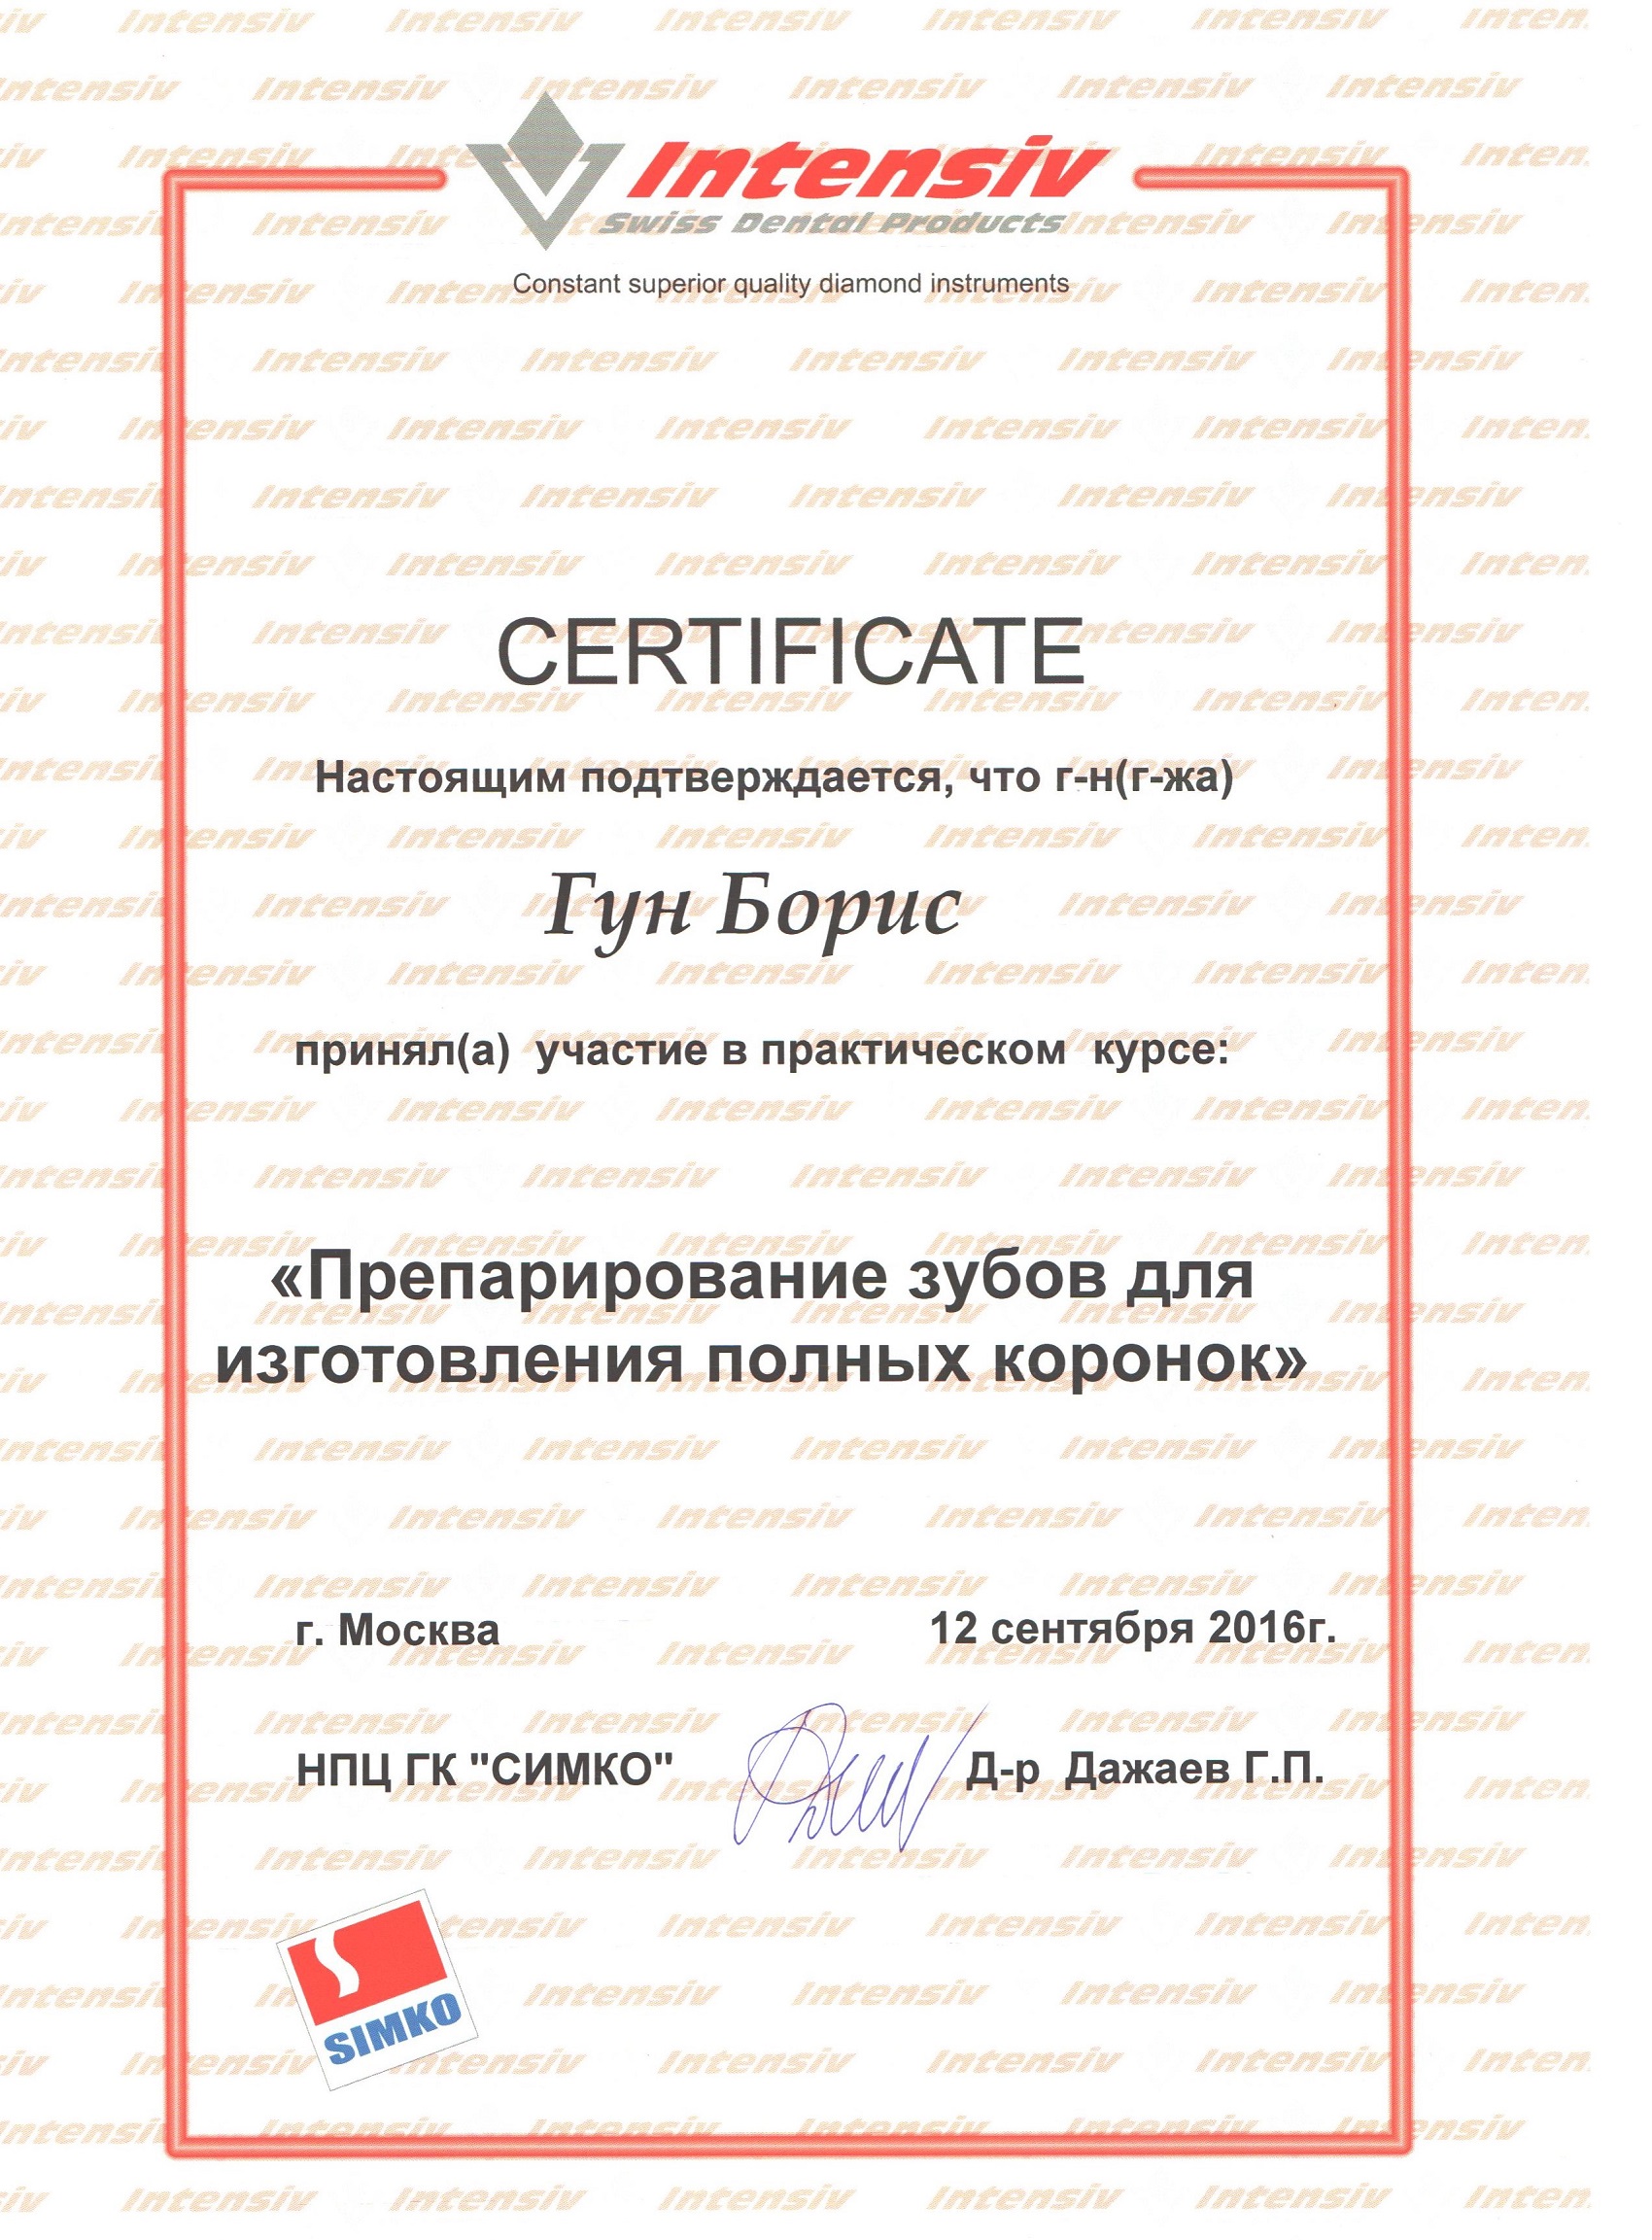 Intensiv
Swiss Dental Products
Constant superior quality diamond instruments
CERTIFICATE
Настоящим подтверждается, что г-н(г-жа)
Гун Борис
принял(а) участие в практическом курсе:
«Препарирование зубов для
изготовления полных коронок»
г. Москва 12 сентября 2016г.
НПЦ ГК "СИМКО" Д-р Дажаев Г.П.
SIMKO